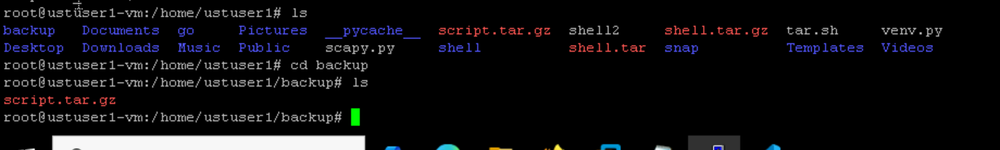 root@ustuser1-vm:/home/ustuser1# ls
backup   Documents  go     Pictures  __pycache__  script.tar.gz  shell2     shell.tar.gz  tar.sh     venv.py
Desktop  Downloads  Music  Public    scapy.py     shell          shell.tar  snap          Templates  Videos
root@ustuser1-vm:/home/ustuser1# cd backup
root@ustuser1-vm:/home/ustuser1/backup# ls
script.tar.gz
root@ustuser1-vm:/home/ustuser1/backup#